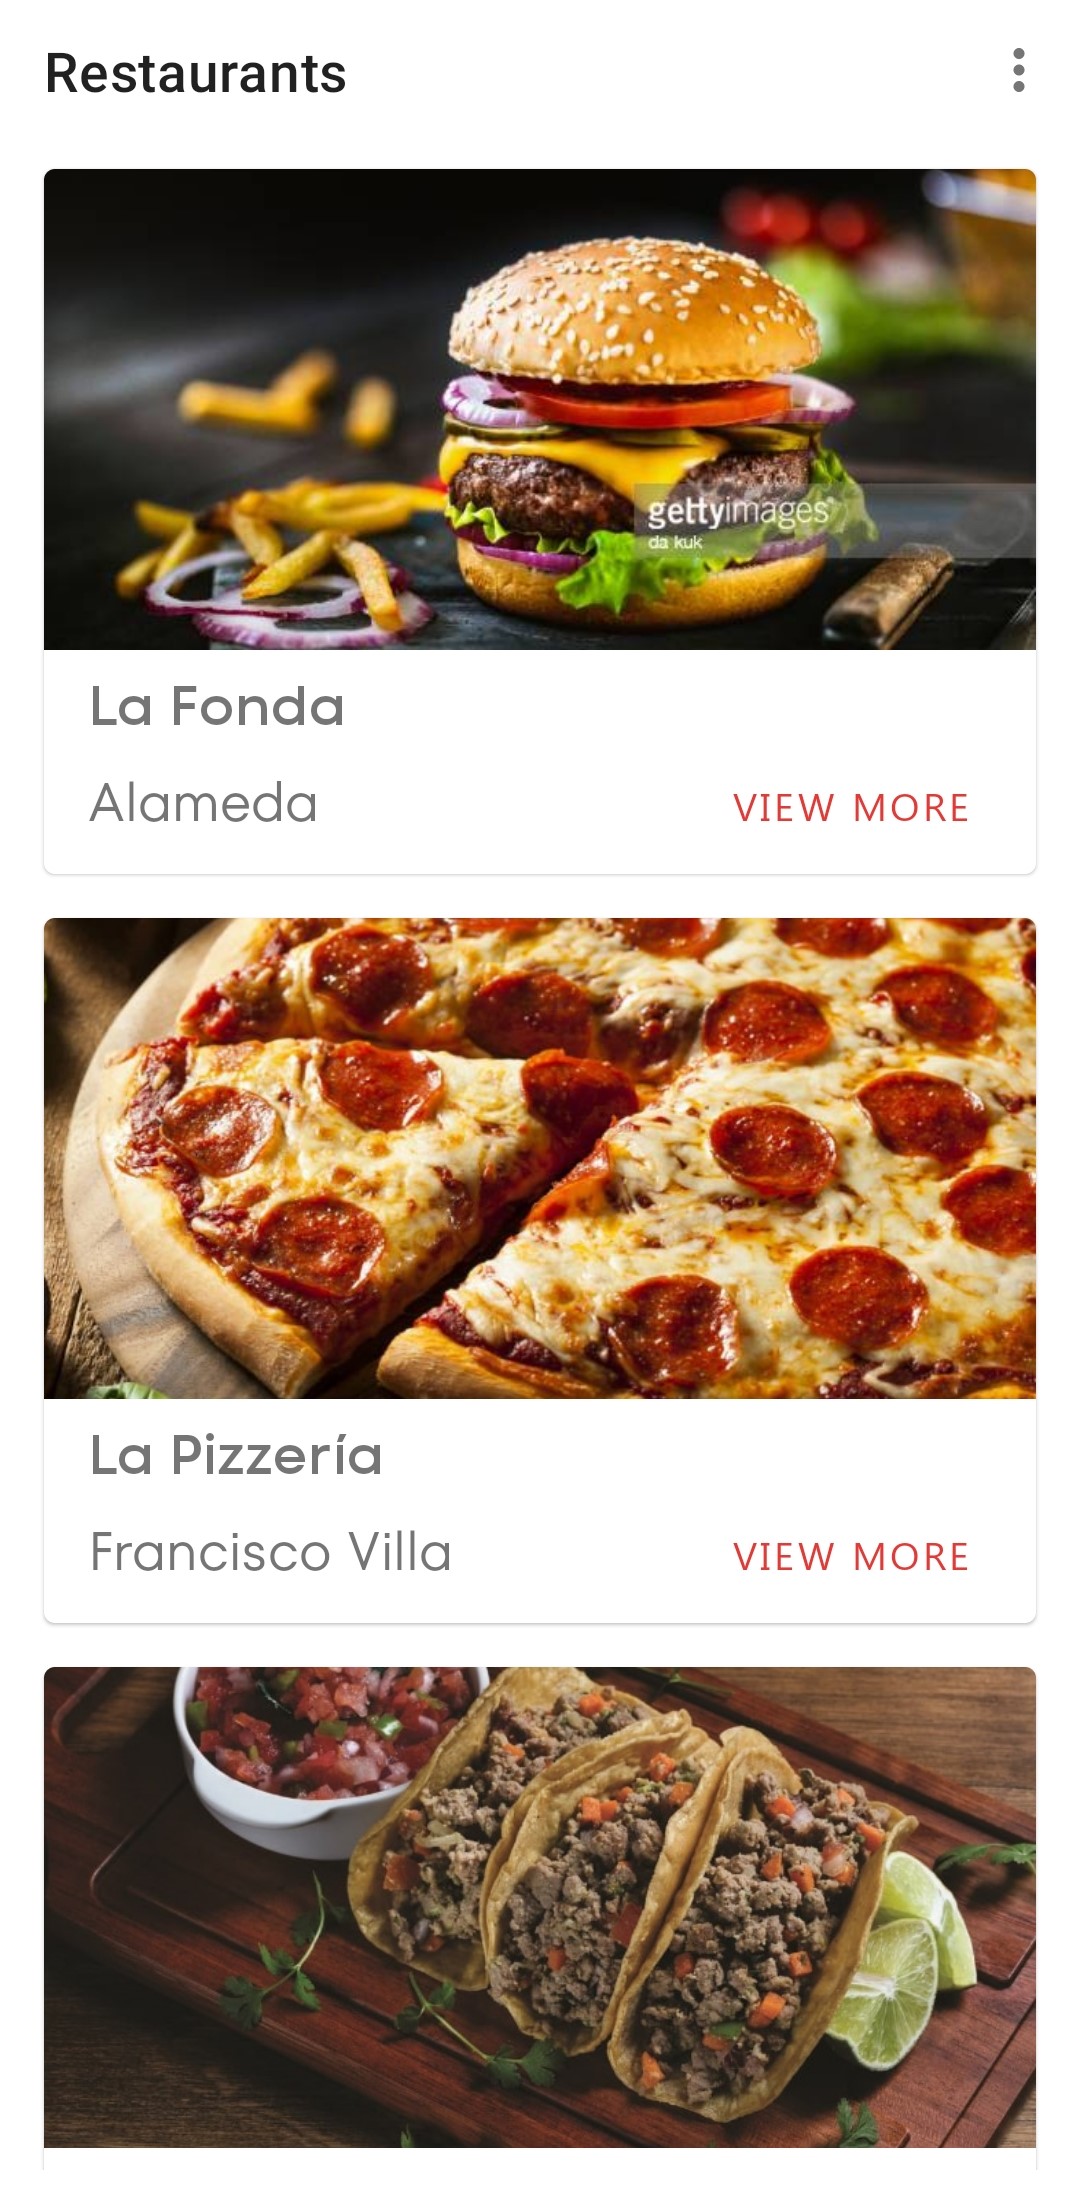 Restaurants
gettyimages
da kuk
La Fonda
Alameda
VIEW MORE
La Pizzería
Francisco Villa
VIEW MORE